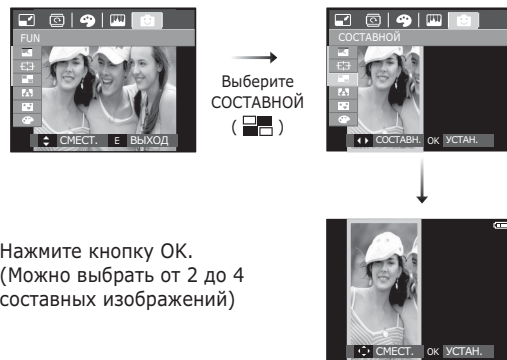 FUN
СМЕСТ. E ВЫХОД
Выберите
СОСТАВНОЙ
( )
СОСТАВНОЙ
СОСТАВН. OK УСТАН.
Нажмите кнопку OK.
(Можно выбрать от 2 до 4
составных изображений)
СМЕСТ. OK УСТАН.